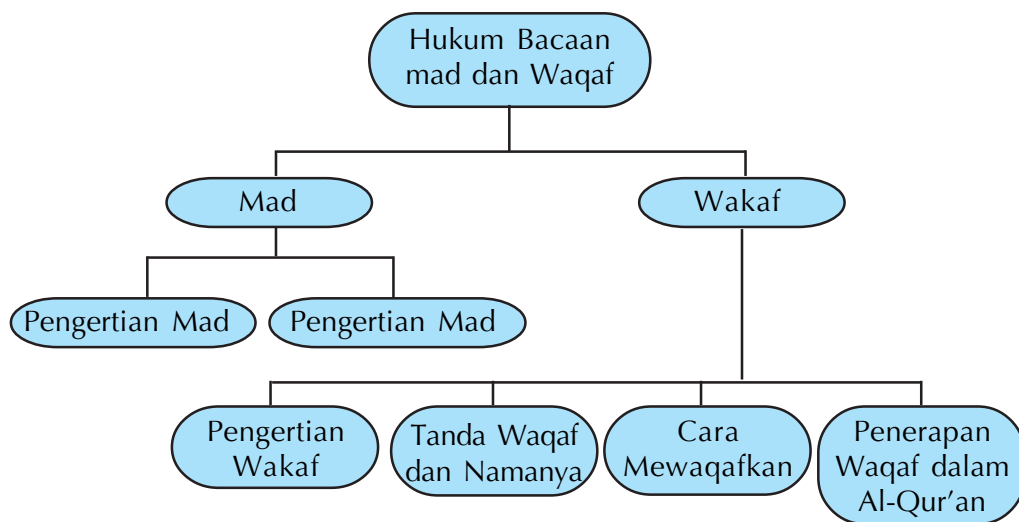 Hukum Bacaan
mad dan Waqaf
Mad
Wakaf
Pengertian Mad
Pengertian Mad
Pengertian
Wakaf
Tanda Waqaf
dan Namanya
Cara
Mewaqafkan
Penerapan
Waqaf dalam
Al-Qur’an